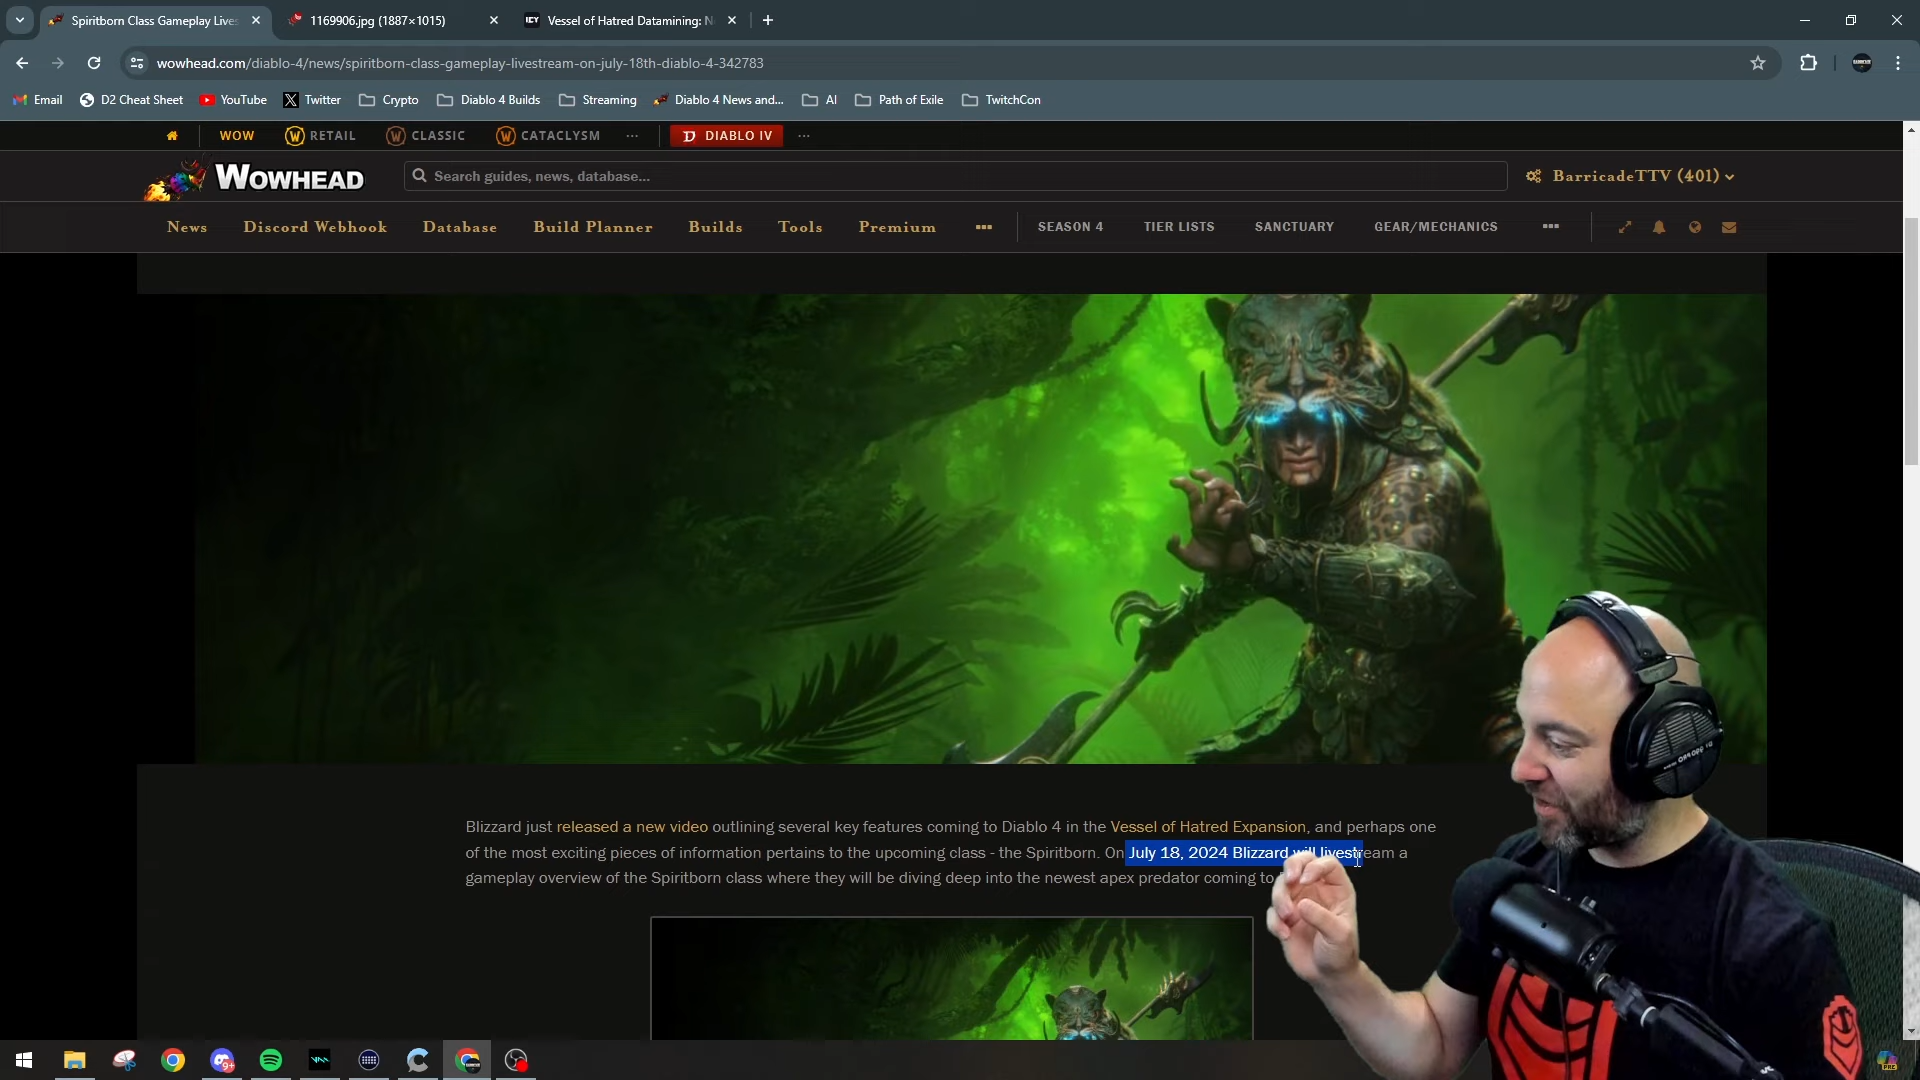 Spiritborn Class Gameplay Lives
1169906.jpg (1887×1015)
ICY
Vessel of Hatred Datamining: N
wowhead.com/diablo-4/news/spiritborn-class-gameplay-livestream-on-july-18th-diablo-4-342783
Email
D2 Cheat Sheet
YouTube
Twitter
Crypto
Diablo 4 Builds
Streaming
Diablo 4 News and...
AI
Path of Exile
TwitchCon
WOW
RETAIL
CLASSIC
CATACLYSM
DIABLO IV
WOWHEAD
Search guides, news, database...
BarricadeTTV (401)
News
Discord Webhook
Database
Build Planner
Builds
Tools
Premium
SEASON 4
TIER LISTS
SANCTUARY
GEAR/MECHANICS
Blizzard just released a new video outlining several key features coming to Diablo 4 in the Vessel of Hatred Expansion, and perhaps one
of the most exciting pieces of information pertains to the upcoming class - the Spiritborn. On July 18, 2024 Blizzard will livestream a
gameplay overview of the Spiritborn class where they will be diving deep into the newest apex predator coming to
9+
DT 990 PRO
PRE